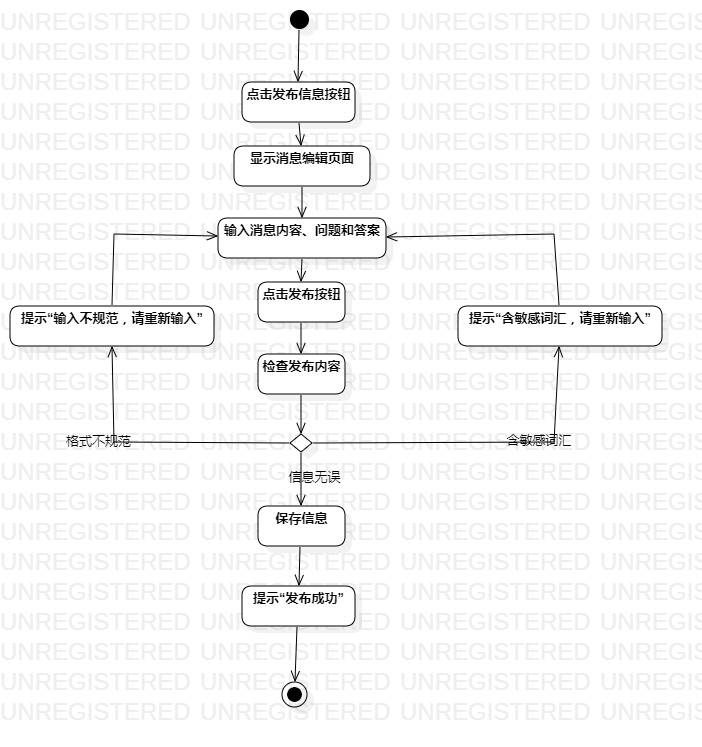 点击发布信息按钮
显示消息编辑页面
输入消息内容、问题和答案
点击发布按钮
提示“输入不规范，请重新输入”
提示“含敏感词汇，请重新输入”
检查发布内容
格式不规范
含敏感词汇
信息无误
保存信息
提示“发布成功”
UNREGISTERED UNREGISTERED UNREGISTERED UNREGIS